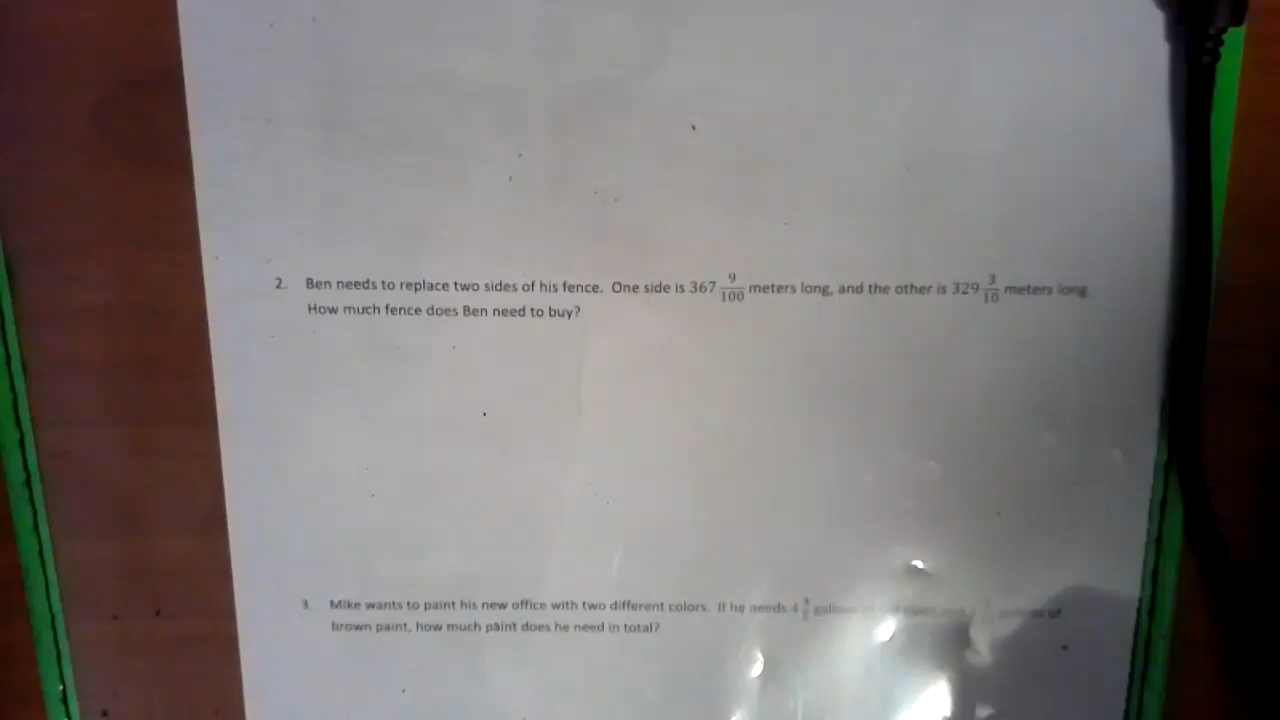 2. Ben needs to replace two sides of his fence. One side is 367 9/100 meters long, and the other is 329 3/10 meters long.
How much fence does Ben need to buy?
3. Mike wants to paint his new office with two different colors. If he needs 4 gallons of
brown paint, how much paint does he need in total?